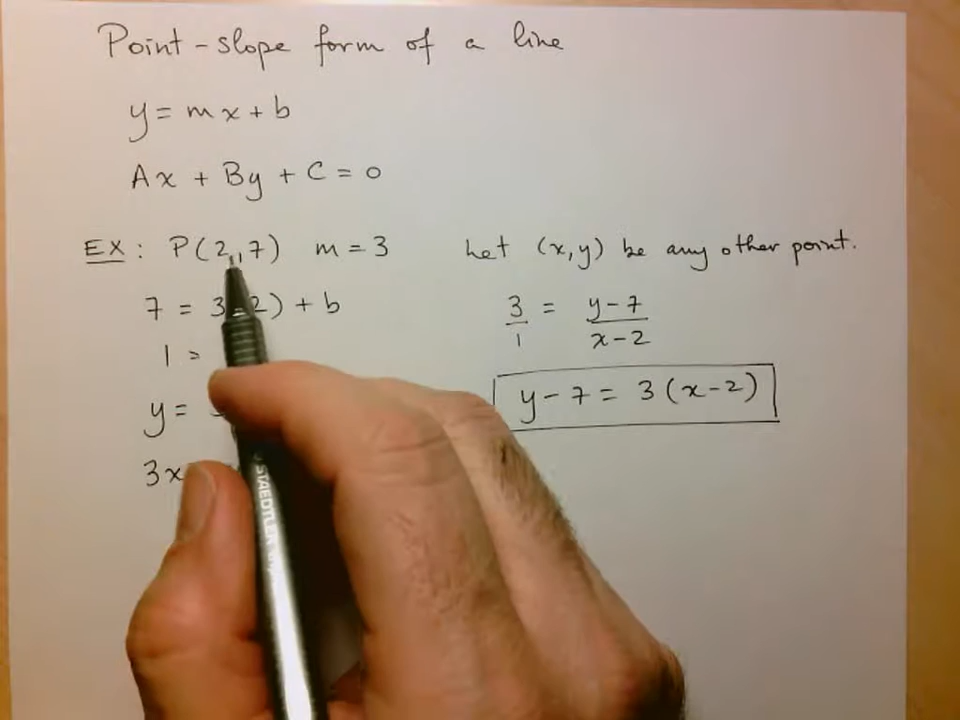 Point-slope form of a line
y = mx + b
Ax + By + C = 0
EX: P(2,7) m = 3
7 = 3(2) + b
1 =
y =
3x
Let (x,y) be any other point.
3/1 = y-7/x-2
y - 7 = 3(x-2)
STAEDTLER